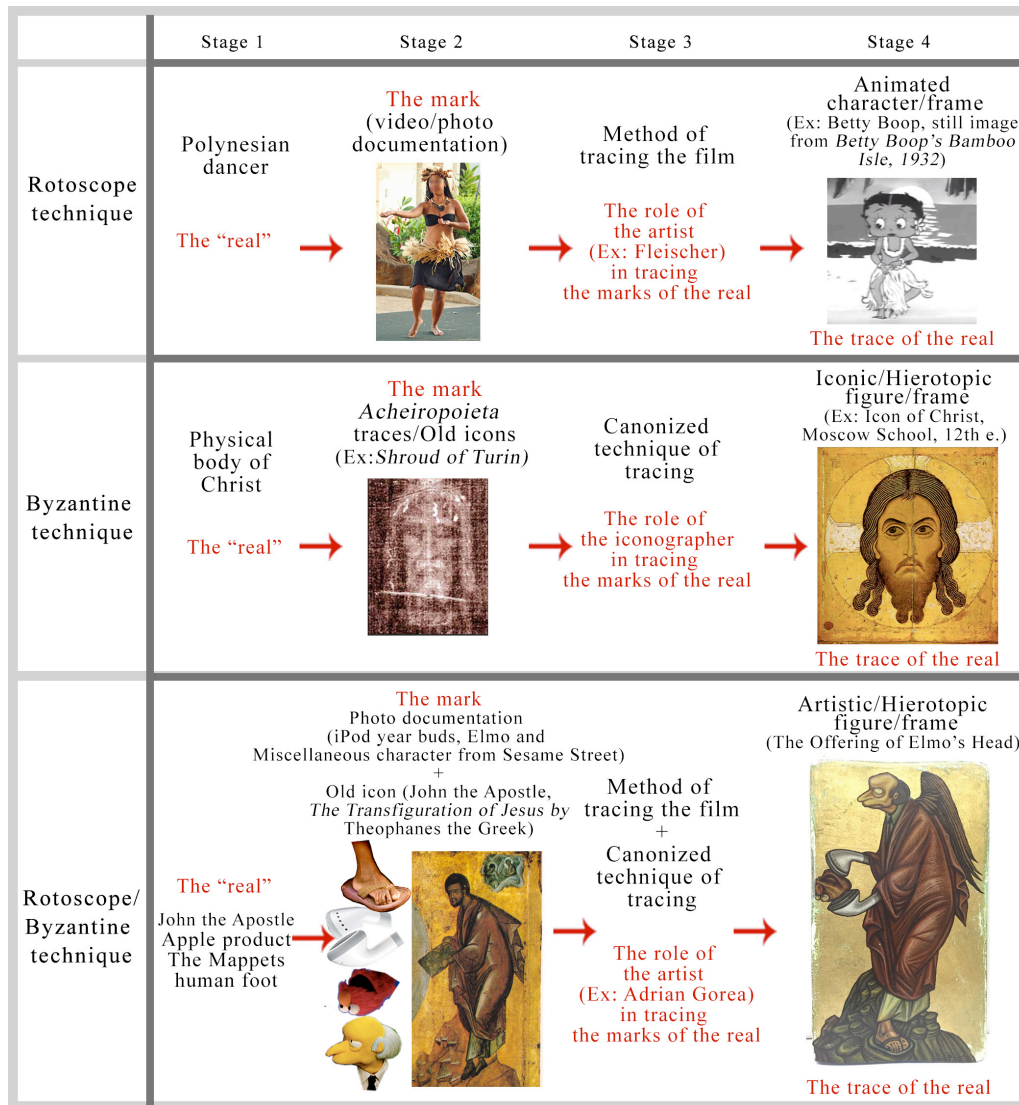 Stage 1
Stage 2
Stage 3
Stage 4
Rotoscope
technique
Polynesian
dancer
The “real”
The mark
(video/photo
documentation)
Method of
tracing the film
The role of
the artist
(Ex: Fleischer)
in tracing
the marks of the real
Animated
character/frame
(Ex: Betty Boop, still image
from Betty Boop's Bamboo
Isle, 1932)
The trace of the real
Byzantine
technique
Physical
body of
Christ
The “real”
The mark
Acheiropoieta
traces/Old icons
(Ex:Shroud of Turin)
Canonized
technique of
tracing
The role of
the iconographer
in tracing
the marks of the real
Iconic/Hierotopic
figure/frame
(Ex: Icon of Christ,
Moscow School, 12th e.)
The trace of the real
Rotoscope/
Byzantine
technique
The “real”
John the Apostle
Apple product
The Mappets
human foot
The mark
Photo documentation
(iPod year buds, Elmo and
Miscellaneous character from Sesame Street)
+
Old icon (John the Apostle,
The Transfiguration of Jesus by
Theophanes the Greek)
Method of
tracing the film
+
Canonized
technique of
tracing
The role of
the artist
(Ex: Adrian Gorea)
in tracing
the marks of the real
Artistic/Hierotopic
figure/frame
(The Offering of Elmo's Head)
The trace of the real